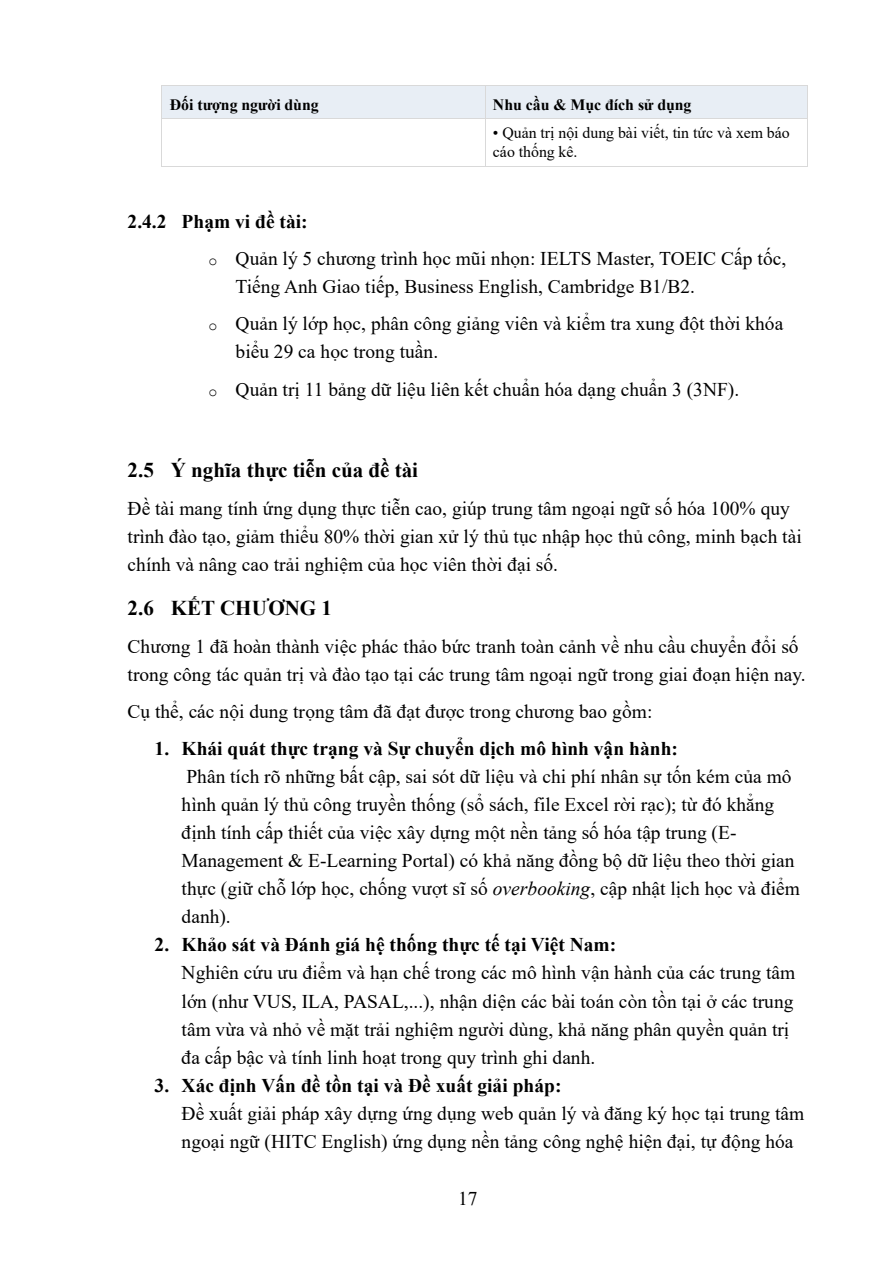 Đối tượng người dùng
Nhu cầu & Mục đích sử dụng
• Quản trị nội dung bài viết, tin tức và xem báo
cáo thống kê.
2.4.2 Phạm vi đề tài:
o Quản lý 5 chương trình học mũi nhọn: IELTS Master, TOEIC Cấp tốc,
Tiếng Anh Giao tiếp, Business English, Cambridge B1/B2.
o Quản lý lớp học, phân công giảng viên và kiểm tra xung đột thời khóa
biểu 29 ca học trong tuần.
o Quản trị 11 bảng dữ liệu liên kết chuẩn hóa dạng chuẩn 3 (3NF).
2.5 Ý nghĩa thực tiễn của đề tài
Đề tài mang tính ứng dụng thực tiễn cao, giúp trung tâm ngoại ngữ số hóa 100% quy
trình đào tạo, giảm thiểu 80% thời gian xử lý thủ tục nhập học thủ công, minh bạch tài
chính và nâng cao trải nghiệm của học viên thời đại số.
2.6 KẾT CHƯƠNG 1
Chương 1 đã hoàn thành việc phác thảo bức tranh toàn cảnh về nhu cầu chuyển đổi số
trong công tác quản trị và đào tạo tại các trung tâm ngoại ngữ trong giai đoạn hiện nay.
Cụ thể, các nội dung trọng tâm đã đạt được trong chương bao gồm:
1. Khái quát thực trạng và Sự chuyển dịch mô hình vận hành:
Phân tích rõ những bất cập, sai sót dữ liệu và chi phí nhân sự tốn kém của mô
hình quản lý thủ công truyền thống (sổ sách, file Excel rời rạc); từ đó khẳng
định tính cấp thiết của việc xây dựng một nền tảng số hóa tập trung (E-
Management & E-Learning Portal) có khả năng đồng bộ dữ liệu theo thời gian
thực (giữ chỗ lớp học, chống vượt sĩ số overbooking, cập nhật lịch học và điểm
danh).
2. Khảo sát và Đánh giá hệ thống thực tế tại Việt Nam:
Nghiên cứu ưu điểm và hạn chế trong các mô hình vận hành của các trung tâm
lớn (như VUS, ILA, PASAL,...), nhận diện các bài toán còn tồn tại ở các trung
tâm vừa và nhỏ về mặt trải nghiệm người dùng, khả năng phân quyền quản trị
đa cấp bậc và tính linh hoạt trong quy trình ghi danh.
3. Xác định Vấn đề tồn tại và Đề xuất giải pháp:
Đề xuất giải pháp xây dựng ứng dụng web quản lý và đăng ký học tại trung tâm
ngoại ngữ (HITC English) ứng dụng nền tảng công nghệ hiện đại, tự động hóa
17